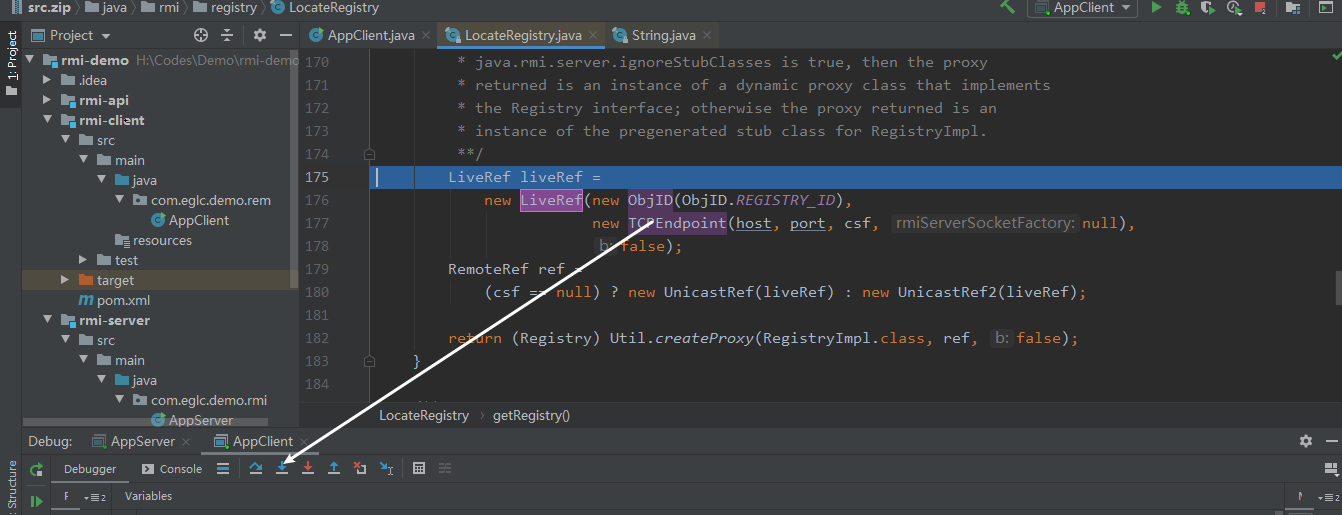 src.zip java rmi registry LocateRegistry AppClient
Project AppClient.java LocateRegistry.java String.java
1: Project
rmi-demo H:\Codes\Demo\rmi-demo
.idea
rmi-api
rmi-client
src
main
java
com.eglc.demo.rem
AppClient
resources
test
target
pom.xml
rmi-server
src
main
java
com.eglc.demo.rmi
AppServer
170 * java.rmi.server.ignoreStubClasses is true, then the proxy
171 * returned is an instance of a dynamic proxy class that implements
172 * the Registry interface; otherwise the proxy returned is an
173 * instance of the pregenerated stub class for RegistryImpl.
174 **/
175 LiveRef liveRef =
176 new LiveRef(new ObjID(ObjID.REGISTRY_ID),
177 new TCPEndpoint(host, port, csf, rmiServerSocketFactory: null),
178 b: false);
179 RemoteRef ref =
180 (csf == null) ? new UnicastRef(liveRef) : new UnicastRef2(liveRef);
181
182 return (Registry) Util.createProxy(RegistryImpl.class, ref, b: false);
183 }
184
LocateRegistry › getRegistry()
Debug: AppServer AppClient
Structure
Debugger Console
F 2 Variables 2